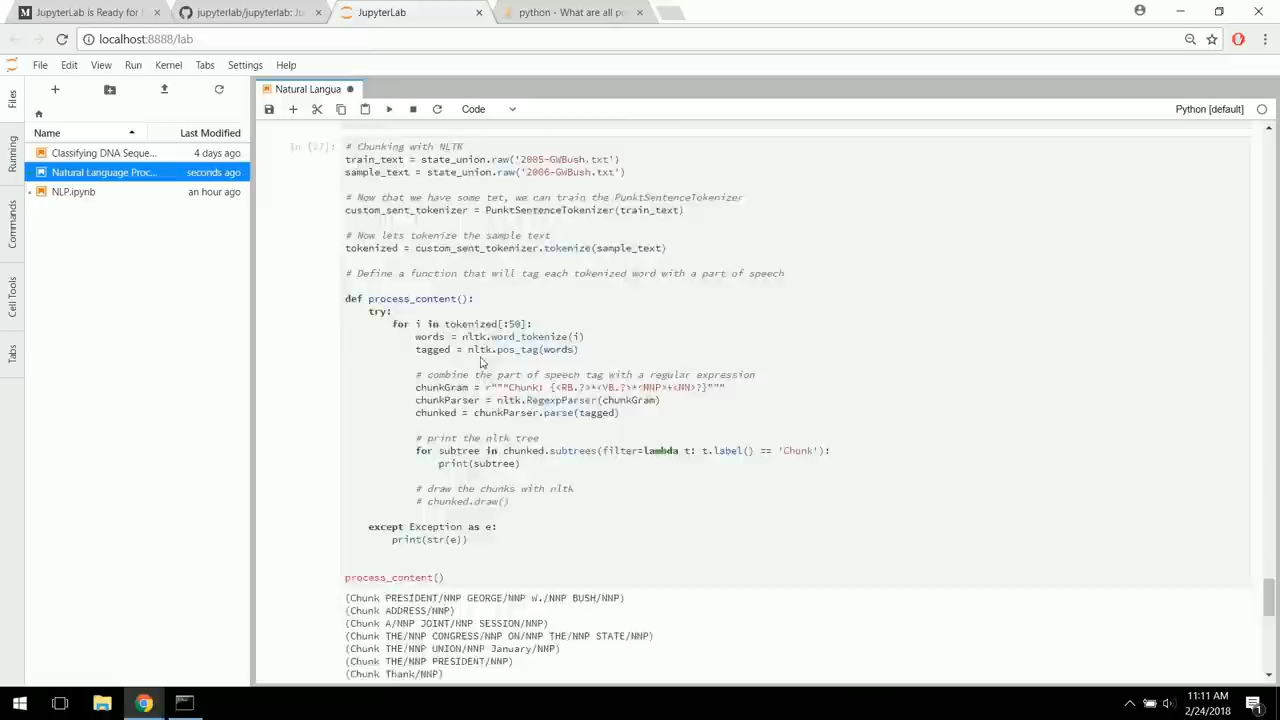 JupyterLab is Ready for
jupyterlab/jupyterlab: Ju
JupyterLab
python - What are all po
localhost:8888/lab
File Edit View Run Kernel Tabs Settings Help
Natural Langua
Code
Python [default]
Files
Running
Commands
Cell Tools
Tabs
Name Last Modified
Classifying DNA Seque... 4 days ago
Natural Language Proc... seconds ago
NLP.ipynb an hour ago
# Chunking with NLTK
train_text = state_union.raw('2005-GWBush.txt')
sample_text = state_union.raw('2006-GWBush.txt')
# Now that we have some tet, we can train the PunktSentenceTokenizer
custom_sent_tokenizer = PunktSentenceTokenizer(train_text)
# Now lets tokenize the sample text
tokenized = custom_sent_tokenizer.tokenize(sample_text)
# Define a function that will tag each tokenized word with a part of speech
def process_content():
try:
for i in tokenized[:50]:
words = nltk.word_tokenize(i)
tagged = nltk.pos_tag(words)
# combine the part of speech tag with a regular expression
chunkGram = r"""Chunk: {<RB.?>*<VB.?>*<NNP>+<NN>?}"""
chunkParser = nltk.RegexpParser(chunkGram)
chunked = chunkParser.parse(tagged)
# print the nltk tree
for subtree in chunked.subtrees(filter=lambda t: t.label() == 'Chunk'):
print(subtree)
# draw the chunks with nltk
# chunked.draw()
except Exception as e:
print(str(e))
process_content()
(Chunk PRESIDENT/NNP GEORGE/NNP W./NNP BUSH/NNP)
(Chunk ADDRESS/NNP)
(Chunk A/NNP JOINT/NNP SESSION/NNP)
(Chunk THE/NNP CONGRESS/NNP ON/NNP THE/NNP STATE/NNP)
(Chunk THE/NNP UNION/NNP January/NNP)
(Chunk THE/NNP PRESIDENT/NNP)
(Chunk Thank/NNP)
11:11 AM
2/24/2018